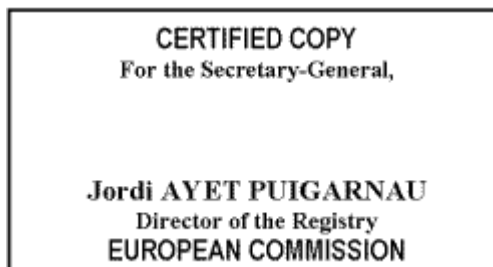 CERTIFIED COPY
For the Secretary-General,
Jordi AYET PUIGARNAU
Director of the Registry
EUROPEAN COMMISSION